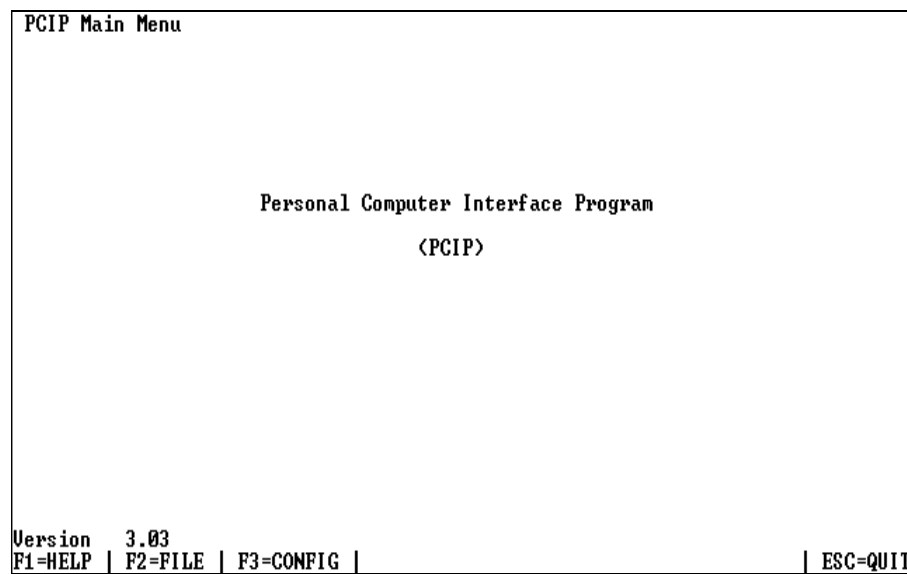 PCIP Main Menu
Personal Computer Interface Program
(PCIP)
Version 3.03
F1=HELP | F2=FILE | F3=CONFIG | | ESC=QUIT